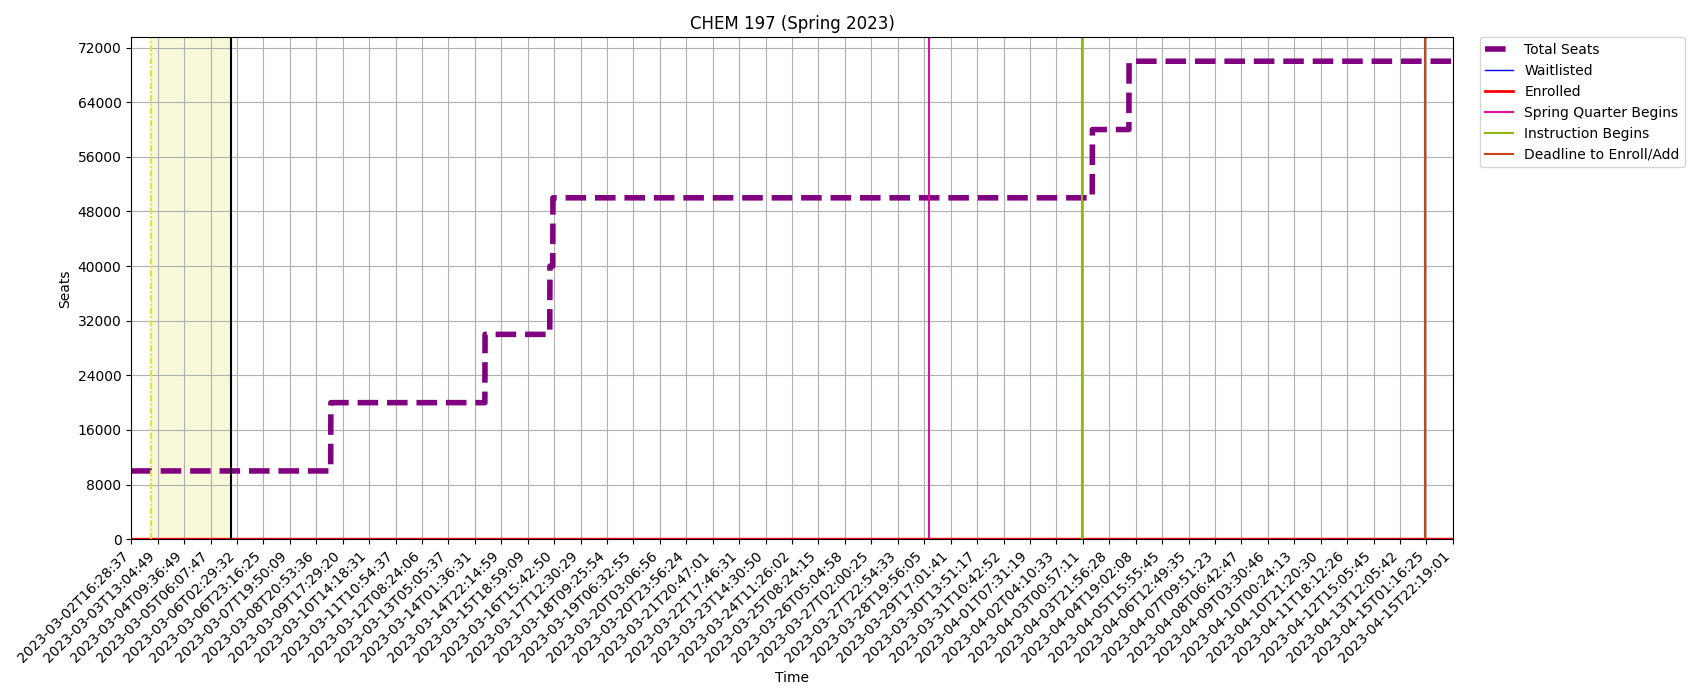 CHEM 197 (Spring 2023)
72000
64000
56000
48000
40000
32000
24000
16000
8000
0
Seats
Total Seats
Waitlisted
Enrolled
Spring Quarter Begins
Instruction Begins
Deadline to Enroll/Add
2023-03-02T16:28:37
2023-03-03T13:04:49
2023-03-04T09:36:49
2023-03-05T06:07:47
2023-03-06T02:29:32
2023-03-06T23:16:25
2023-03-07T19:50:09
2023-03-08T20:53:36
2023-03-09T17:29:20
2023-03-10T14:18:31
2023-03-11T10:54:37
2023-03-12T08:24:06
2023-03-13T05:05:37
2023-03-14T01:36:31
2023-03-14T22:14:59
2023-03-15T18:59:09
2023-03-16T15:42:50
2023-03-17T12:30:29
2023-03-18T09:25:54
2023-03-19T06:32:55
2023-03-20T03:06:56
2023-03-20T23:56:24
2023-03-21T20:47:01
2023-03-22T17:46:31
2023-03-23T14:30:50
2023-03-24T11:26:02
2023-03-25T08:24:15
2023-03-26T05:04:58
2023-03-27T02:00:25
2023-03-27T22:54:33
2023-03-28T19:56:05
2023-03-29T17:01:41
2023-03-30T13:51:17
2023-03-31T10:42:52
2023-04-01T07:31:19
2023-04-02T04:10:33
2023-04-03T00:57:11
2023-04-03T21:56:28
2023-04-04T19:02:08
2023-04-05T15:55:45
2023-04-06T12:49:35
2023-04-07T09:51:23
2023-04-08T06:42:47
2023-04-09T03:30:46
2023-04-10T00:24:13
2023-04-10T21:20:30
2023-04-11T18:12:26
2023-04-12T15:05:45
2023-04-13T12:05:42
2023-04-15T01:16:25
2023-04-15T22:19:01
Time